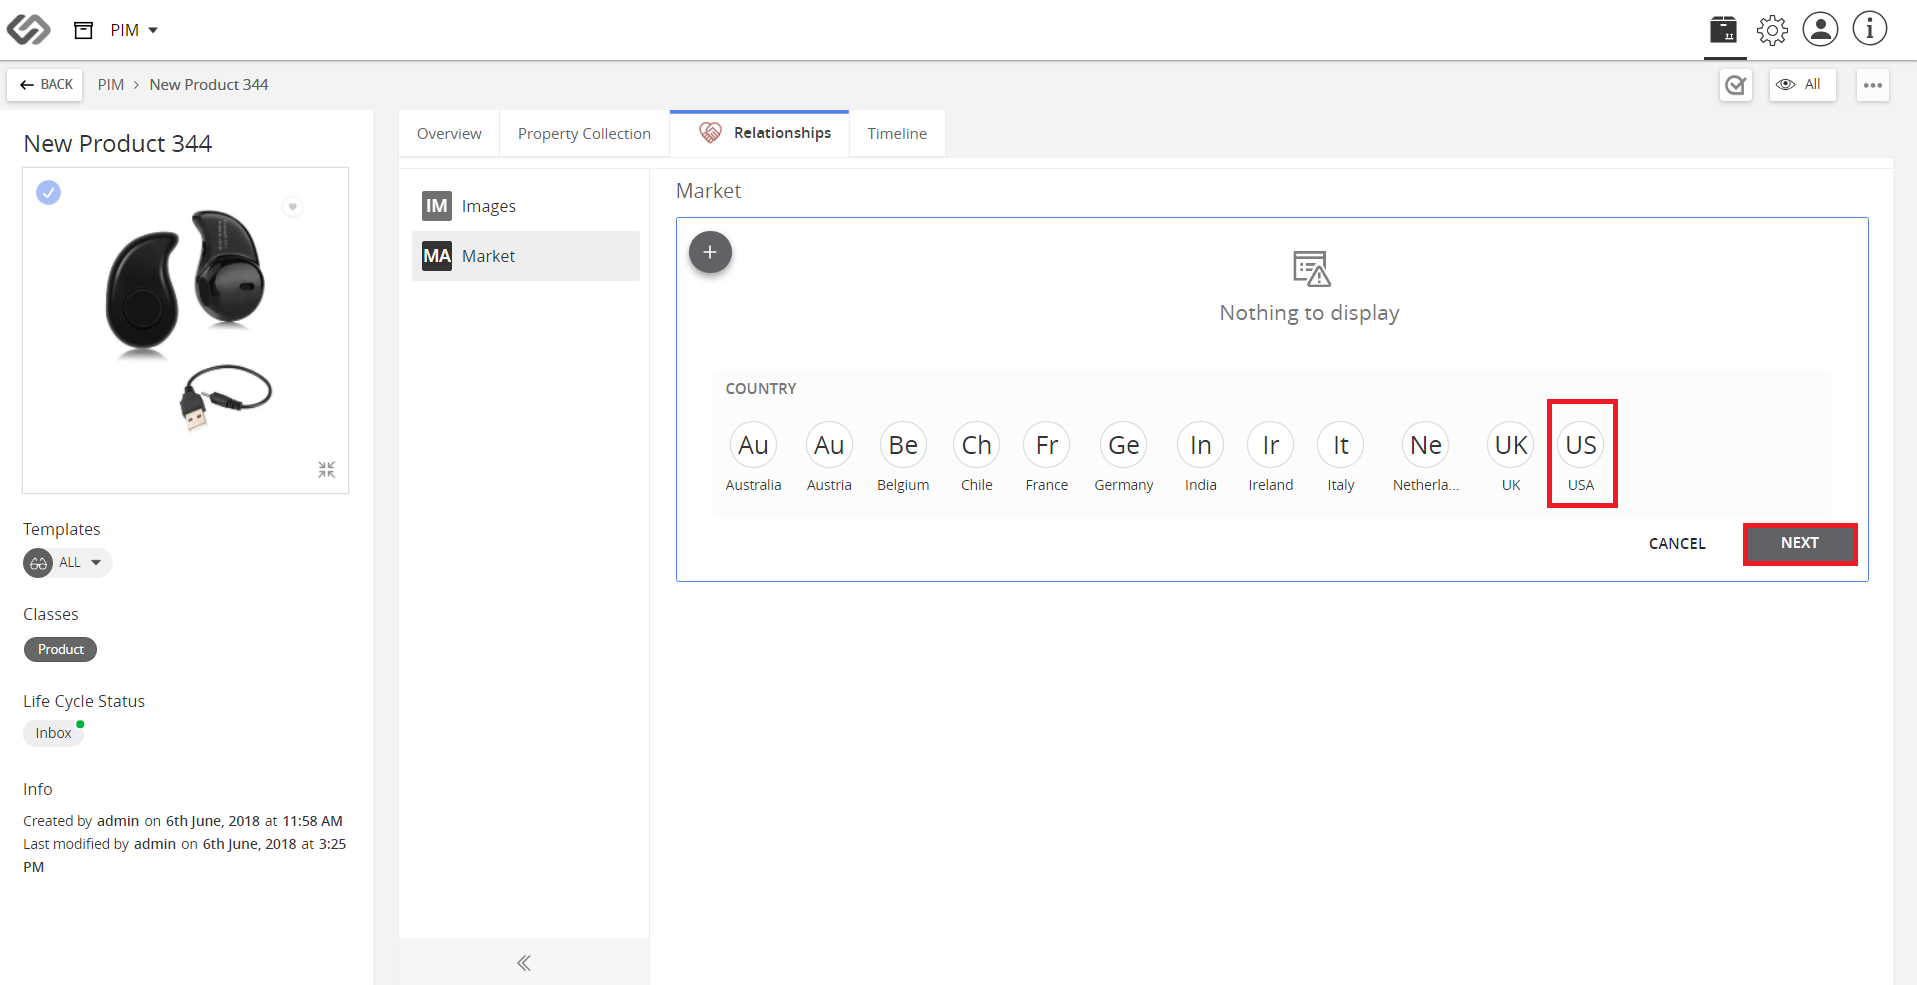 PIM
BACK
PIM > New Product 344
All
New Product 344
Templates
ALL
Classes
Product
Life Cycle Status
Inbox
Info
Created by admin on 6th June, 2018 at 11:58 AM
Last modified by admin on 6th June, 2018 at 3:25
PM
Overview
Property Collection
Relationships
Timeline
IM Images
MA Market
Market
Nothing to display
COUNTRY
Au Au Be Ch Fr Ge In Ir It Ne UK US
Australia Austria Belgium Chile France Germany India Ireland Italy Netherla... UK USA
CANCEL NEXT